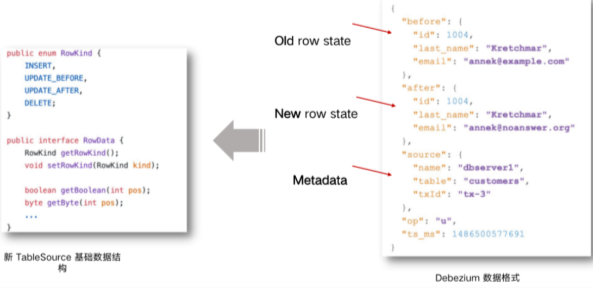 public enum RowKind {
INSERT,
UPDATE_BEFORE,
UPDATE_AFTER,
DELETE;
}
public interface RowData {
RowKind getRowKind();
void setRowKind(RowKind kind);
boolean getBoolean(int pos);
byte getByte(int pos);
...
}
新 TableSource 基础数据结
构
Old row state
New row state
Metadata
{
"before": {
"id": 1004,
"last_name": "Kretchmar",
"email": "annek@example.com"
},
"after": {
"id": 1004,
"last_name": "Kretchmar",
"email": "annek@noanswer.org"
},
"source": {
"name": "dbserver1",
"table": "customers",
"txId": "tx-3"
},
"op": "u",
"ts_ms": 1486500577691
}
Debezium 数据格式